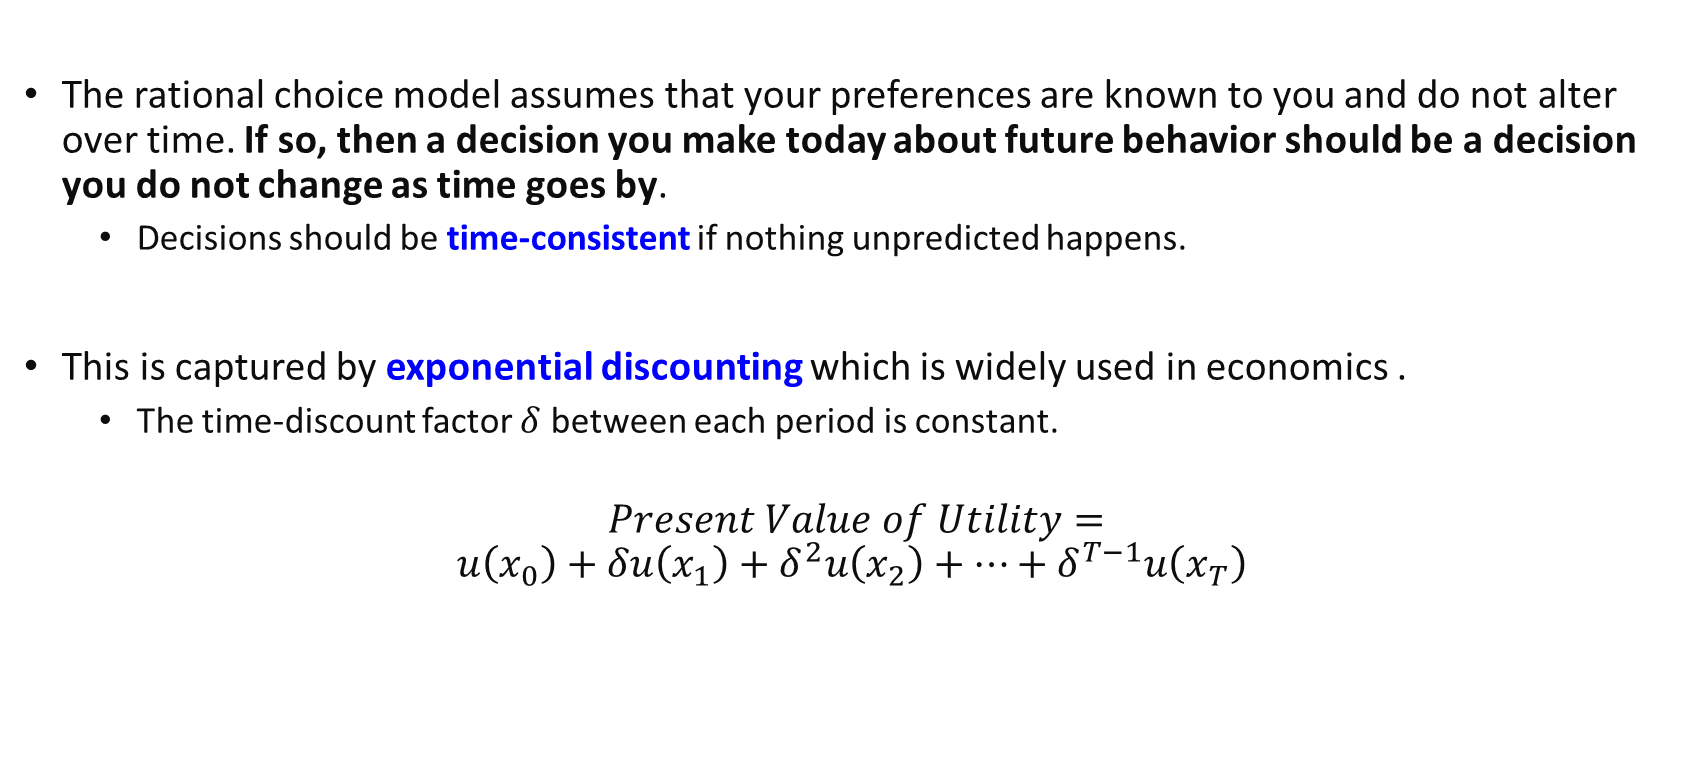 • The rational choice model assumes that your preferences are known to you and do not alter
over time. If so, then a decision you make today about future behavior should be a decision
you do not change as time goes by.
• Decisions should be time-consistent if nothing unpredicted happens.
• This is captured by exponential discounting which is widely used in economics .
• The time-discount factor 𝛿 between each period is constant.
Present Value of Utility =
u(x₀) + δu(x₁) + δ²u(x₂) + ⋯ + δᵀ⁻¹u(x_T)